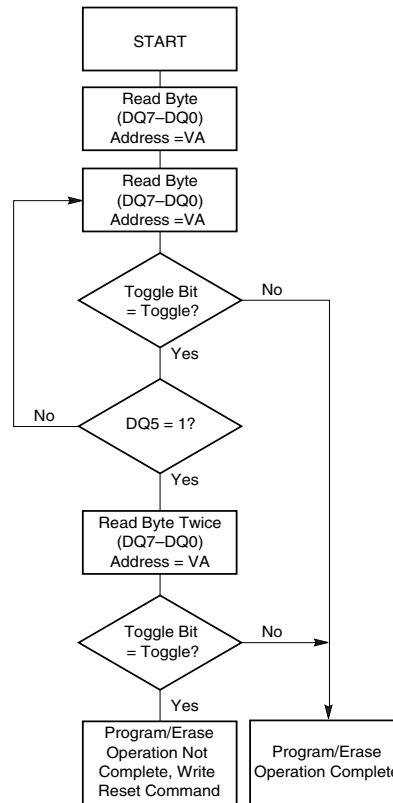 START
Read Byte
(DQ7–DQ0)
Address =VA
Read Byte
(DQ7–DQ0)
Address =VA
Toggle Bit
= Toggle?
No
Yes
No
DQ5 = 1?
Yes
Read Byte Twice
(DQ7–DQ0)
Address = VA
Toggle Bit
= Toggle?
No
Yes
Program/Erase
Operation Not
Complete, Write
Reset Command
Program/Erase
Operation Complete